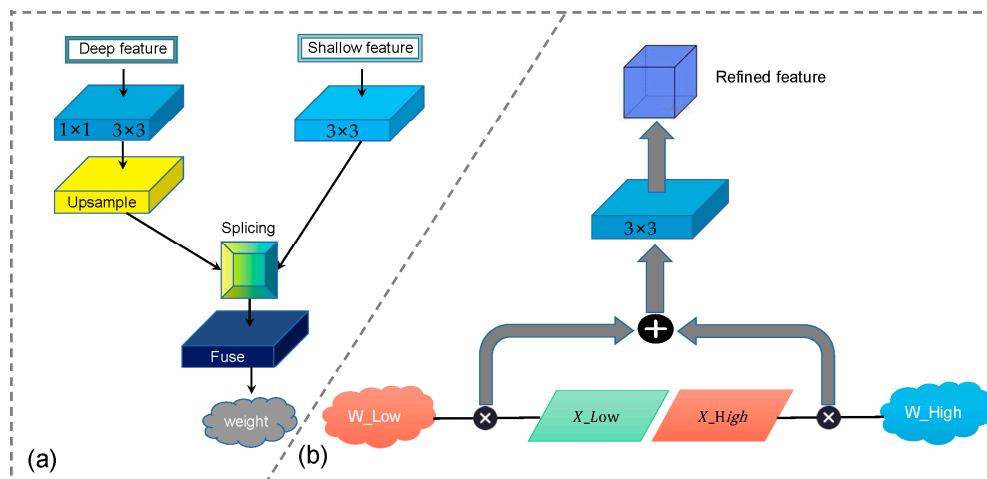 Deep feature
Shallow feature
1×1 3×3
3×3
Upsample
Splicing
Fuse
weight
(a)
Refined feature
3×3
W_Low
X_Low
X_High
W_High
(b)